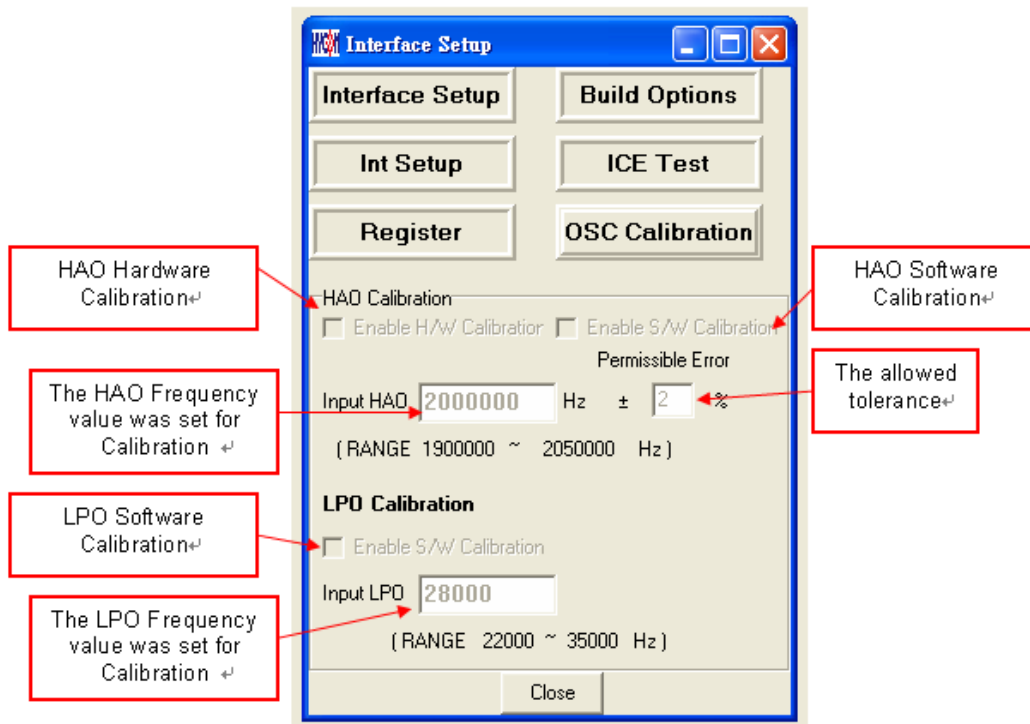 Interface Setup
Interface Setup
Build Options
Int Setup
ICE Test
Register
OSC Calibration
HAO Hardware
Calibration↵
HAO Software
Calibration↵
HAO Calibration
Enable H/W Calibration
Enable S/W Calibration
Permissible Error
The HAO Frequency
value was set for
Calibration ↵
Input HAO 2000000 Hz ± 2 %
The allowed
tolerance↵
(RANGE 1900000 ~ 2050000 Hz)
LPO Calibration
LPO Software
Calibration↵
Enable S/W Calibration
Input LPO 28000
The LPO Frequency
value was set for
Calibration ↵
(RANGE 22000 ~ 35000 Hz)
Close